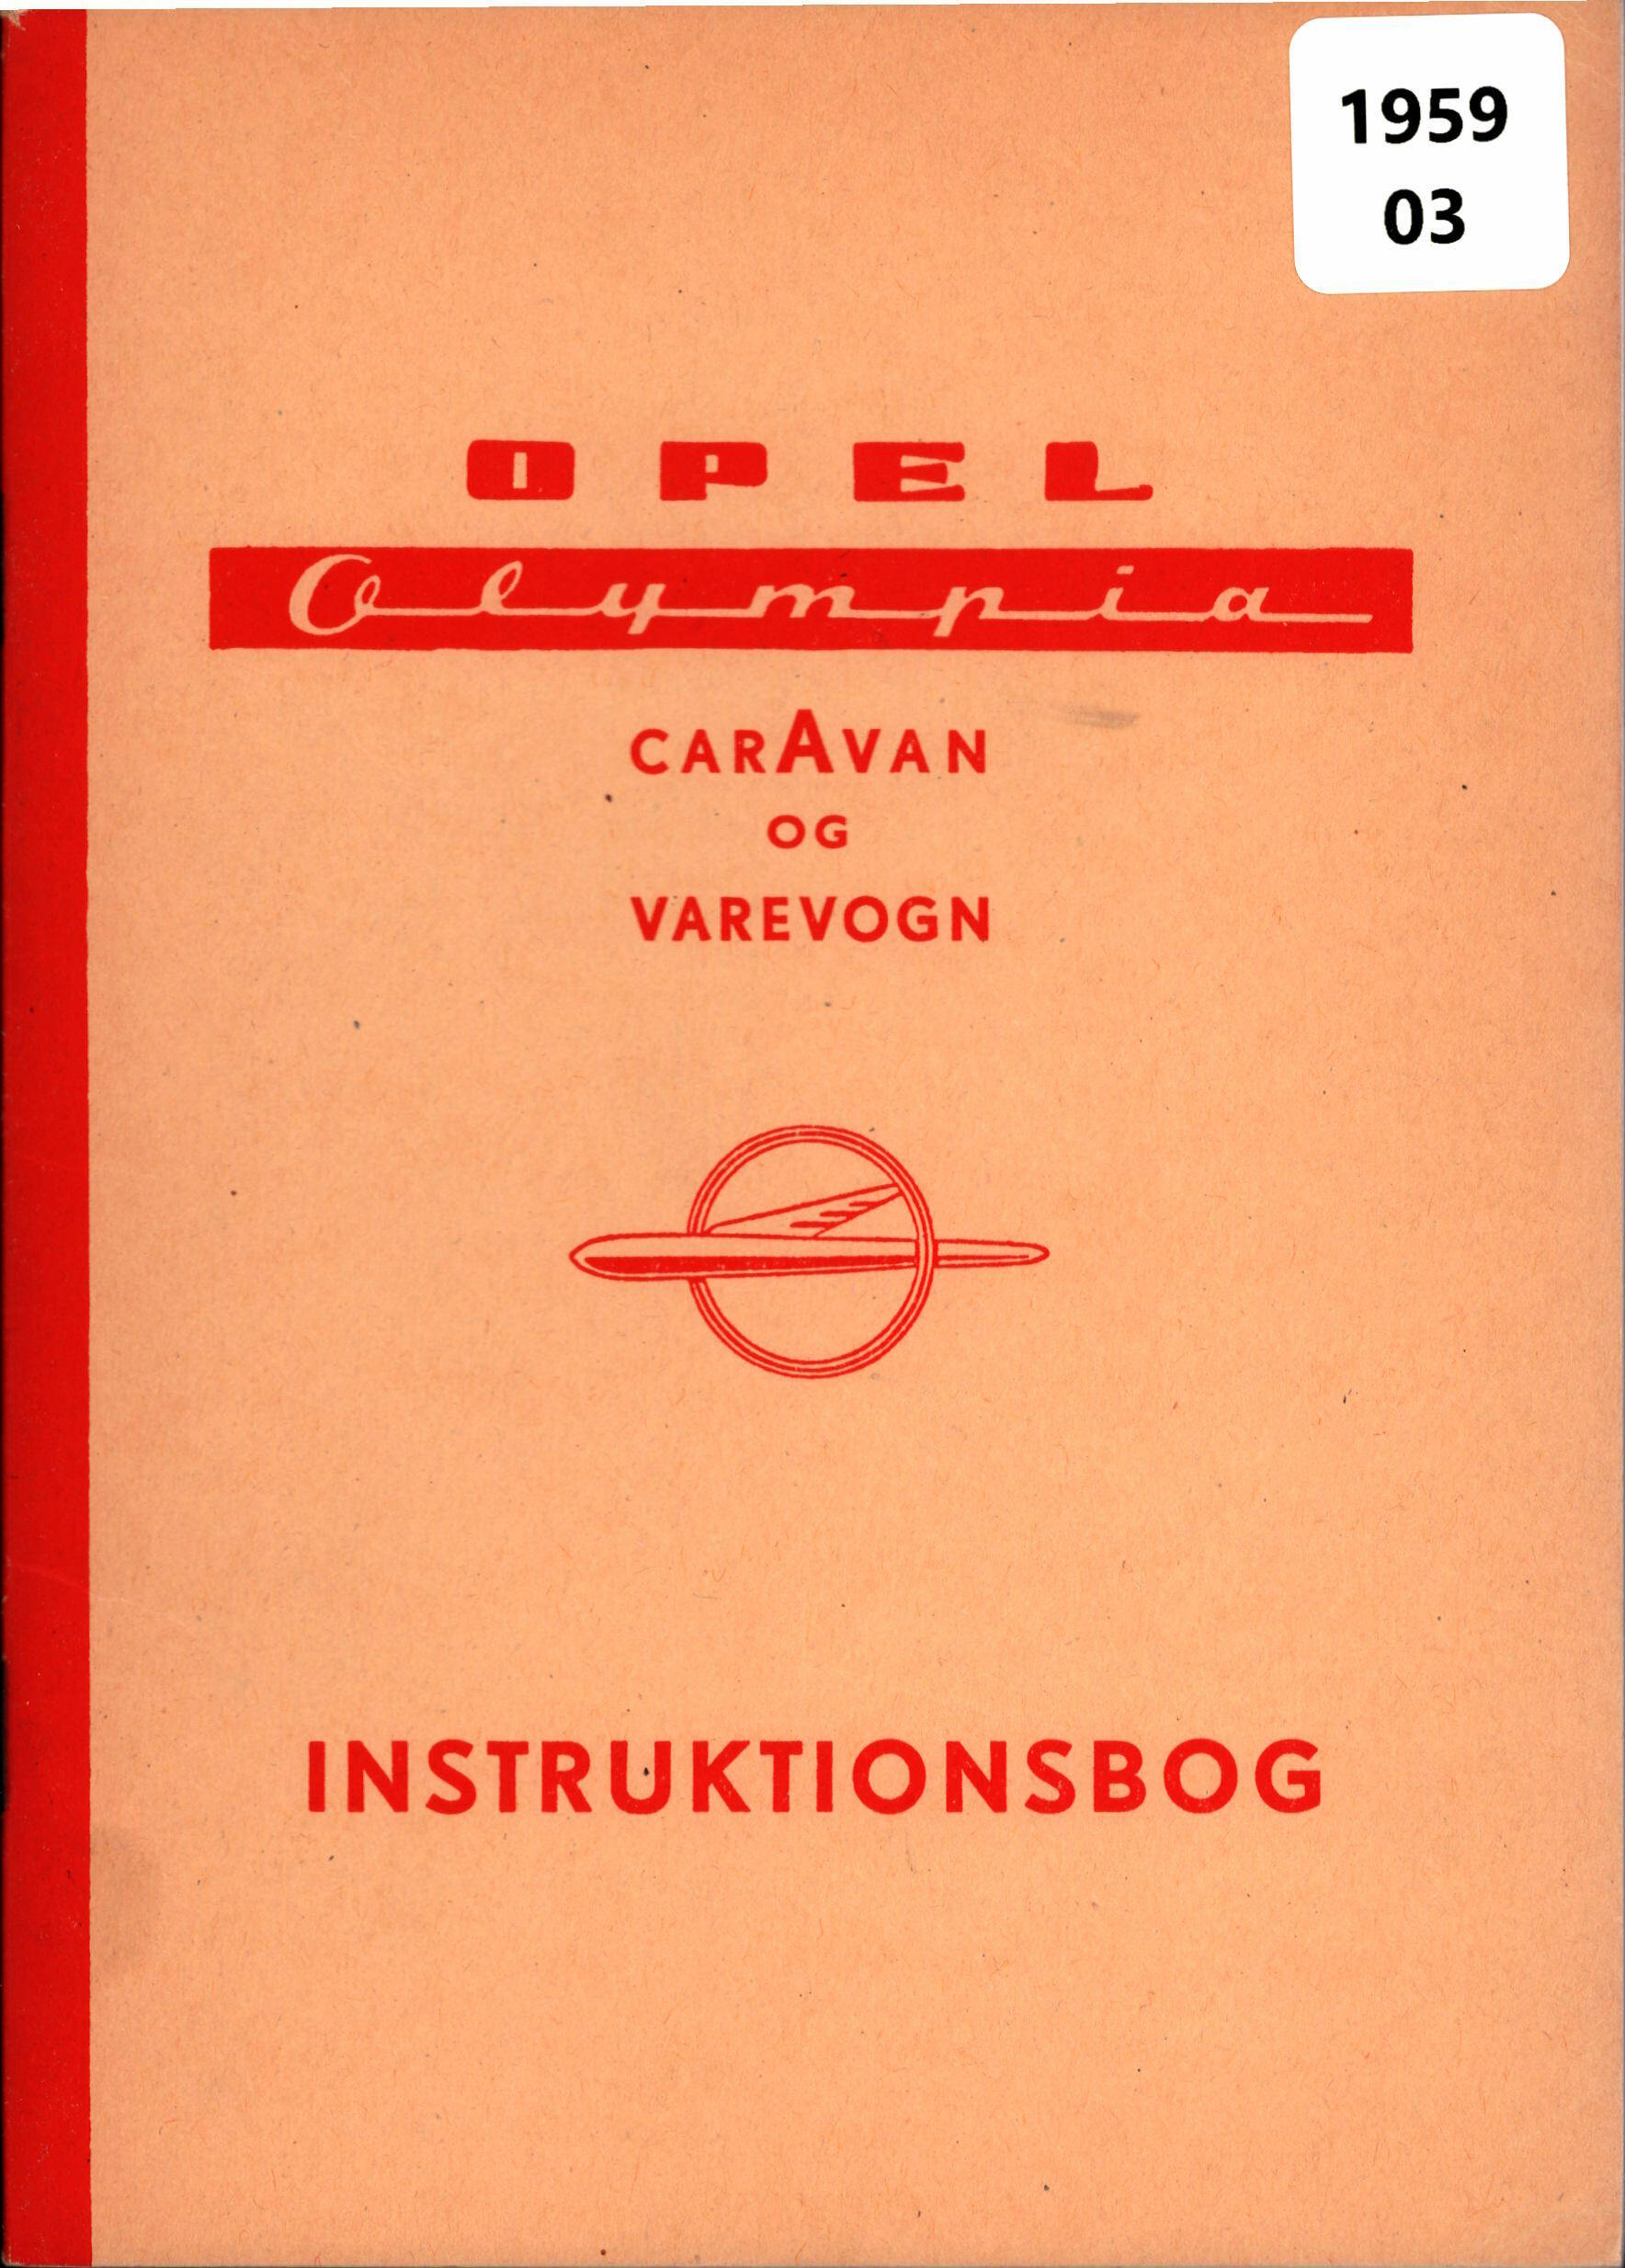 1959
03
OPEL
Olympia
CARAVAN
OG
VAREVOGN
INSTRUKTIONSBOG